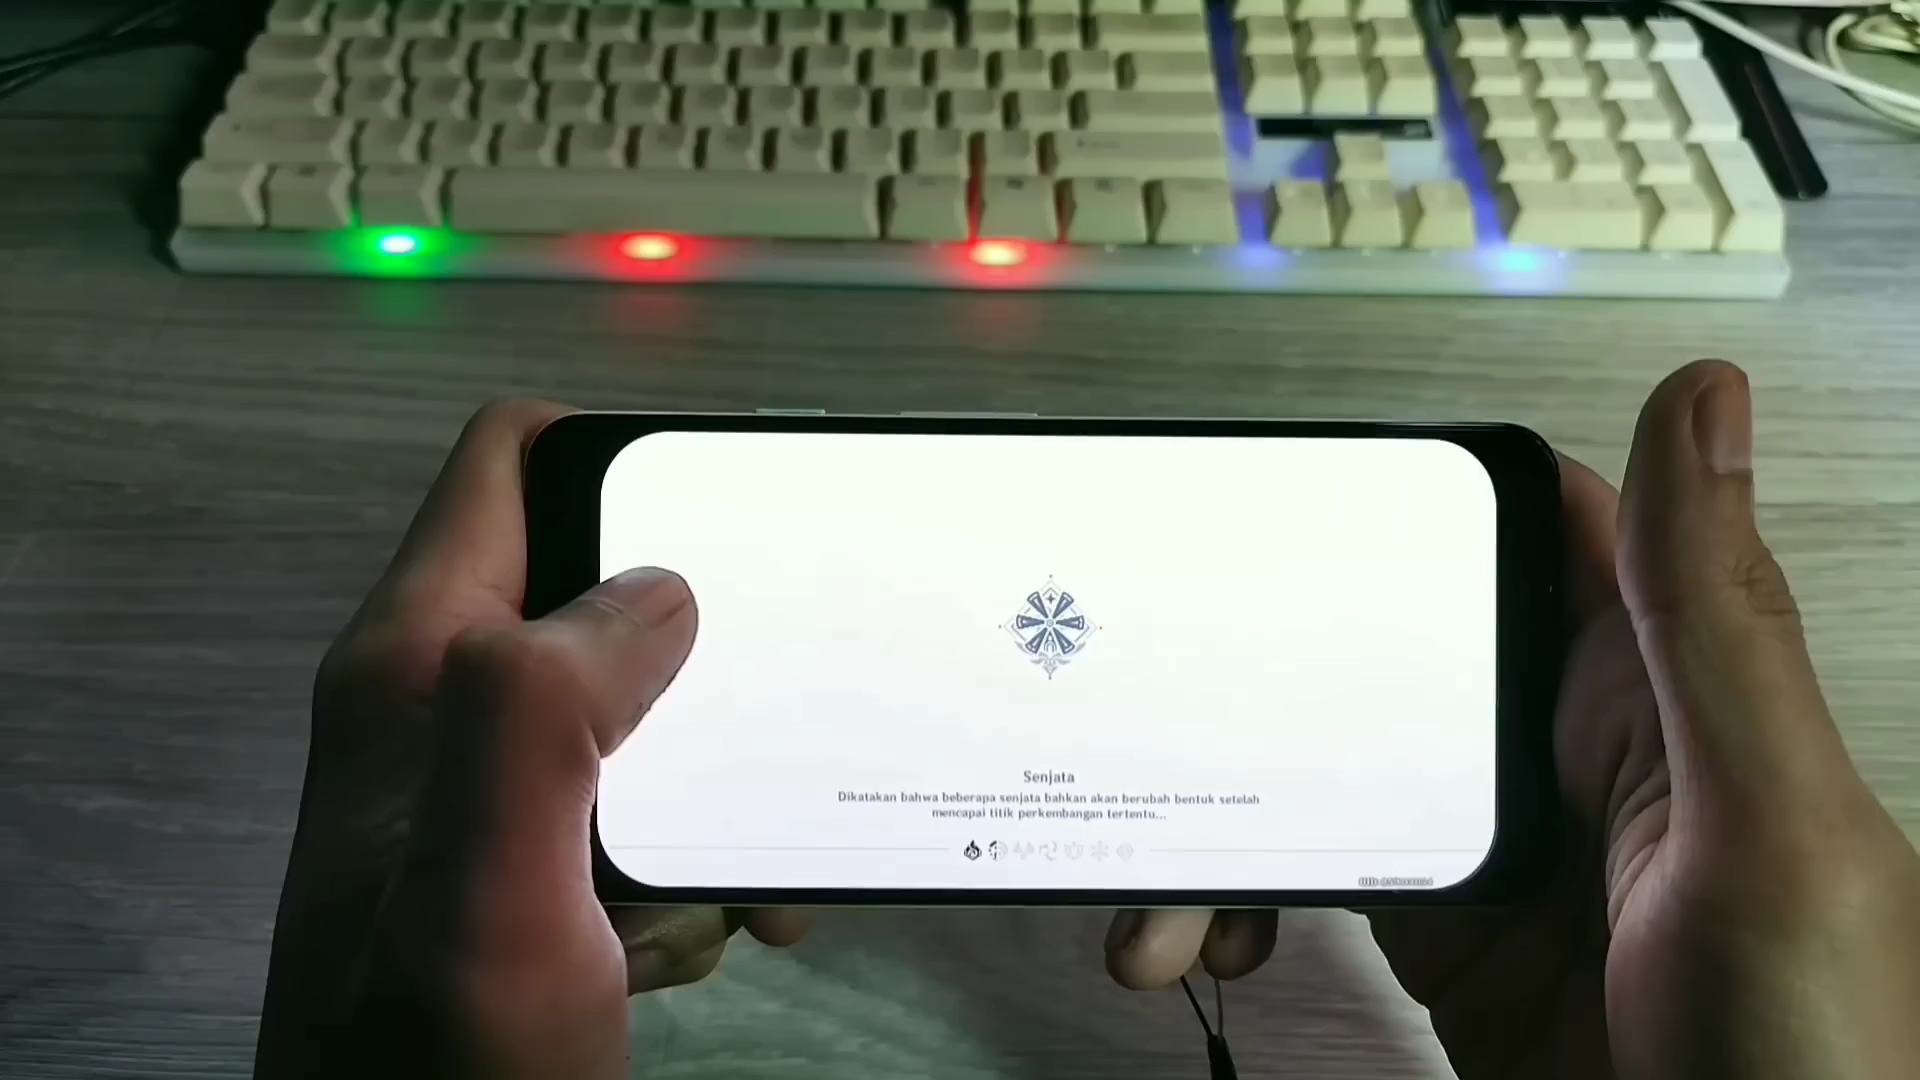 Senjata
Dikatakan bahwa beberapa senjata bahkan akan berubah bentuk setelah
mencapai titik perkembangan tertentu...